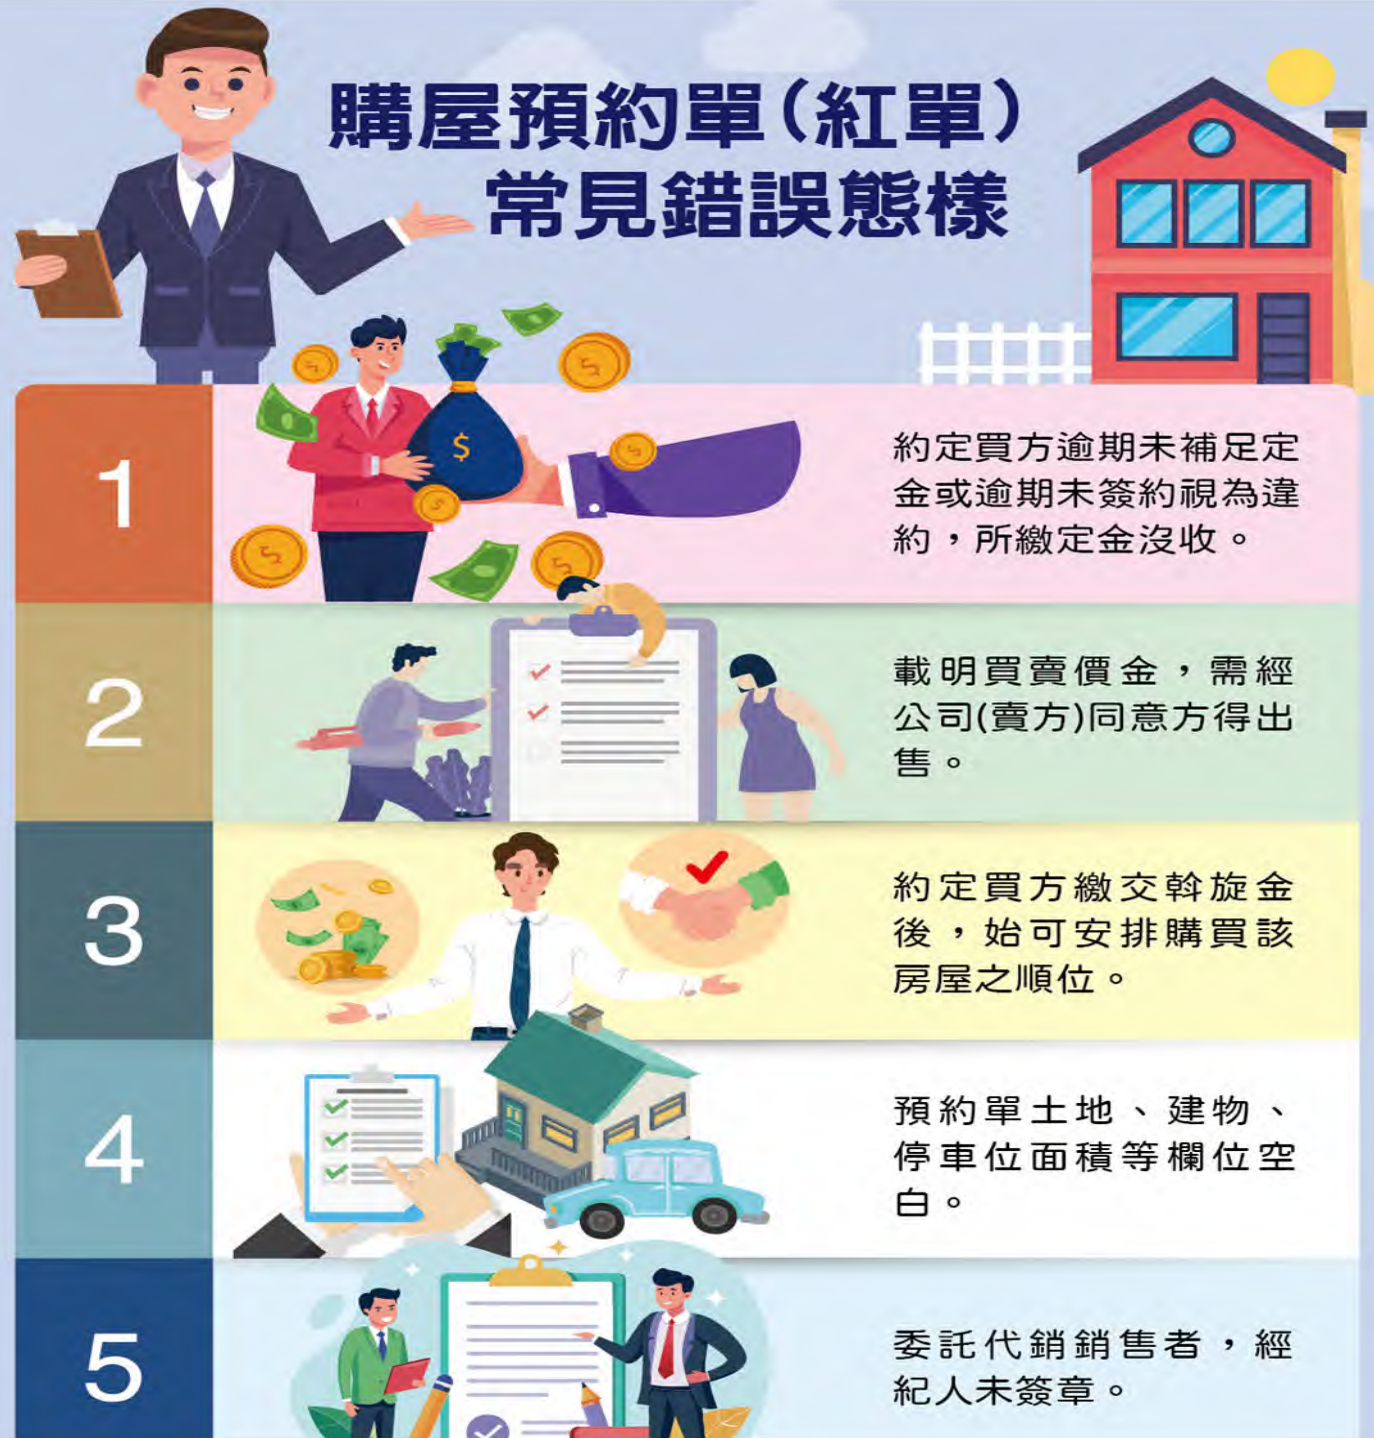 購屋預約單（紅單）
常見錯誤態樣
1
約定買方逾期未補足定
金或逾期未簽約視為違
約，所繳定金沒收。
2
載明買賣價金，需經
公司(賣方)同意方得出
售。
3
約定買方繳交斡旋金
後，始可安排購買該
房屋之順位。
4
預約單土地、建物、
停車位面積等欄位空
白。
5
委託代銷銷售者，經
紀人未簽章。